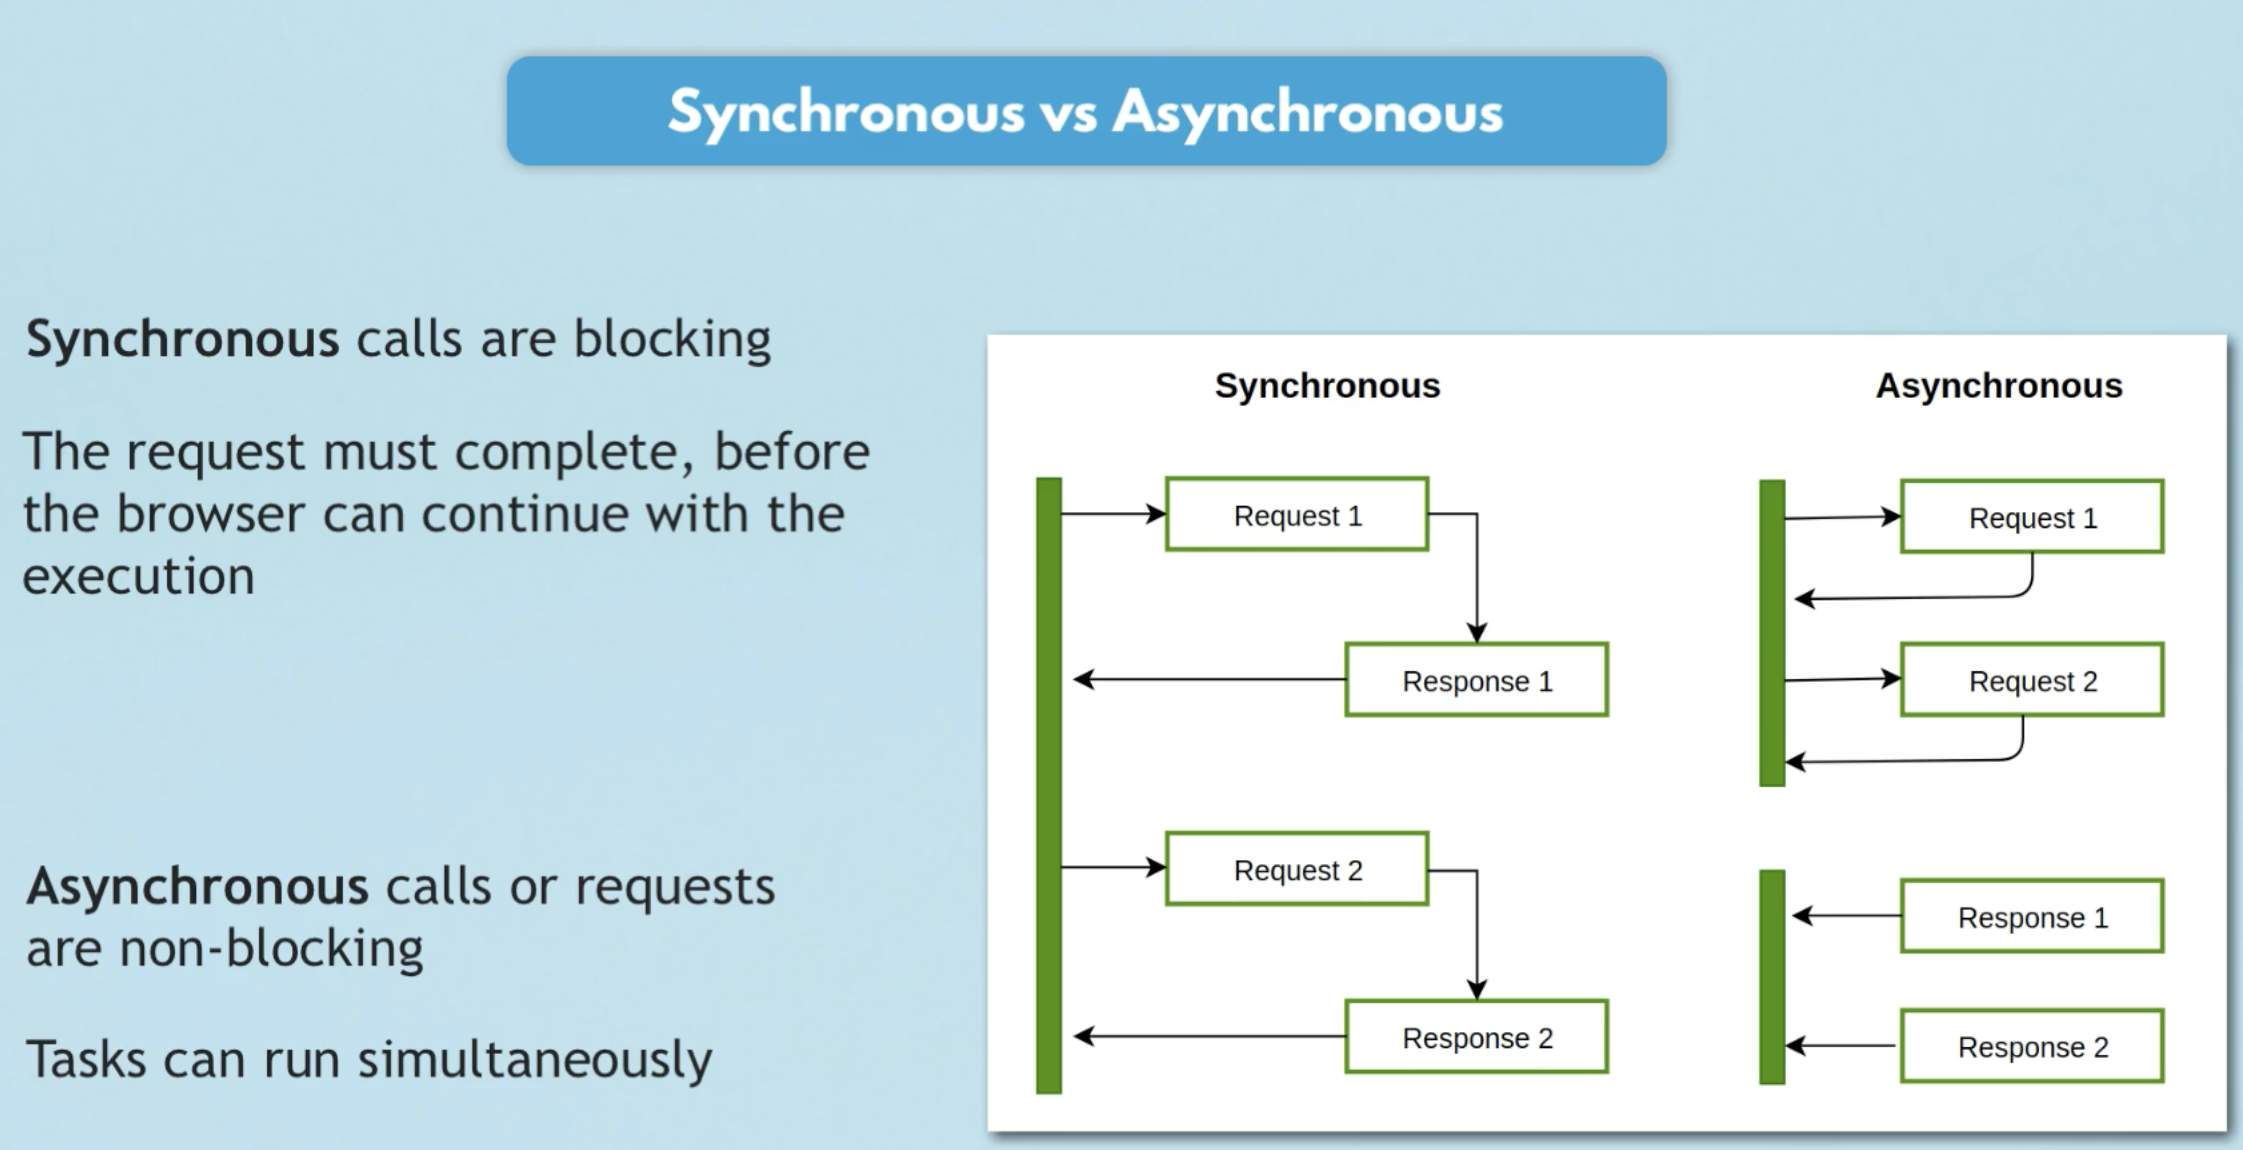 Synchronous vs Asynchronous
Synchronous calls are blocking
The request must complete, before
the browser can continue with the
execution
Asynchronous calls or requests
are non-blocking
Tasks can run simultaneously
Synchronous
Request 1
Response 1
Request 2
Response 2
Asynchronous
Request 1
Request 2
Response 1
Response 2